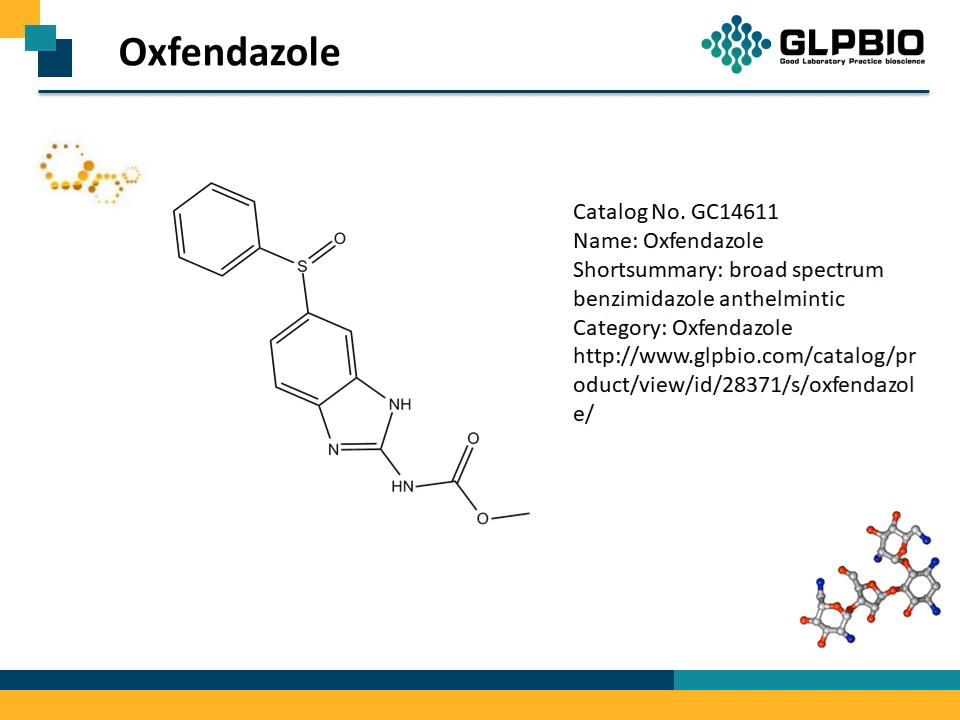 Oxfendazole
GLPBIO
Good Laboratory Practice bioscience
O
S
NH
N
O
HN
O
Catalog No. GC14611
Name: Oxfendazole
Shortsummary: broad spectrum
benzimidazole anthelmintic
Category: Oxfendazole
http://www.glpbio.com/catalog/pr
oduct/view/id/28371/s/oxfendazol
e/